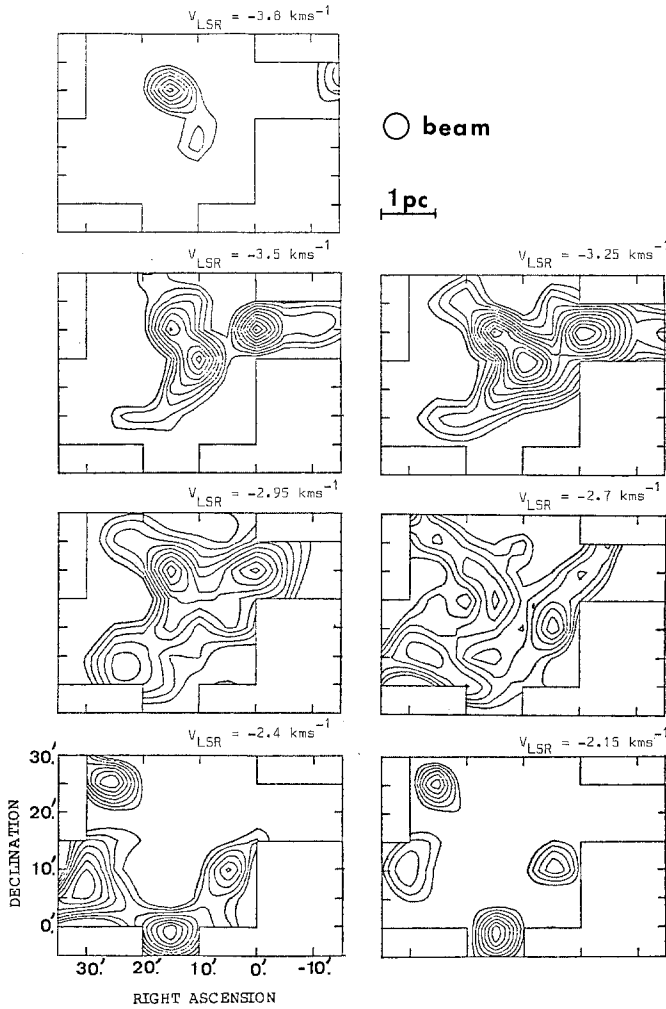 V_LSR = -3.8 kms⁻¹
beam
1pc
V_LSR = -3.5 kms⁻¹
V_LSR = -3.25 kms⁻¹
V_LSR = -2.95 kms⁻¹
V_LSR = -2.7 kms⁻¹
V_LSR = -2.4 kms⁻¹
V_LSR = -2.15 kms⁻¹
30.'
20.'
10.'
0.'
DECLINATION
30.' 20.' 10.' 0.' -10.'
RIGHT ASCENSION